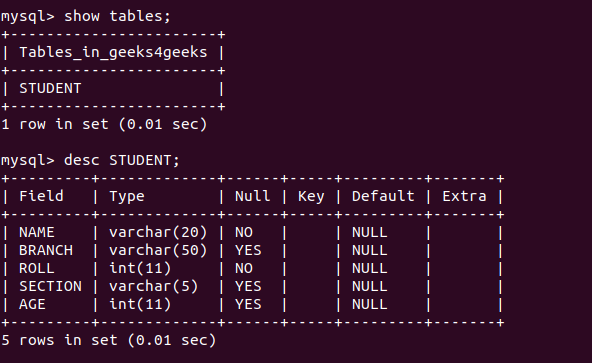 mysql> show tables;
+----------------------+
| Tables_in_geeks4geeks |
+----------------------+
| STUDENT              |
+----------------------+
1 row in set (0.01 sec)
mysql> desc STUDENT;
+---------+-------------+------+-----+---------+-------+
| Field   | Type        | Null | Key | Default | Extra |
+---------+-------------+------+-----+---------+-------+
| NAME    | varchar(20) | NO   |     | NULL    |       |
| BRANCH  | varchar(50) | YES  |     | NULL    |       |
| ROLL    | int(11)     | NO   |     | NULL    |       |
| SECTION | varchar(5)  | YES  |     | NULL    |       |
| AGE     | int(11)     | YES  |     | NULL    |       |
+---------+-------------+------+-----+---------+-------+
5 rows in set (0.01 sec)